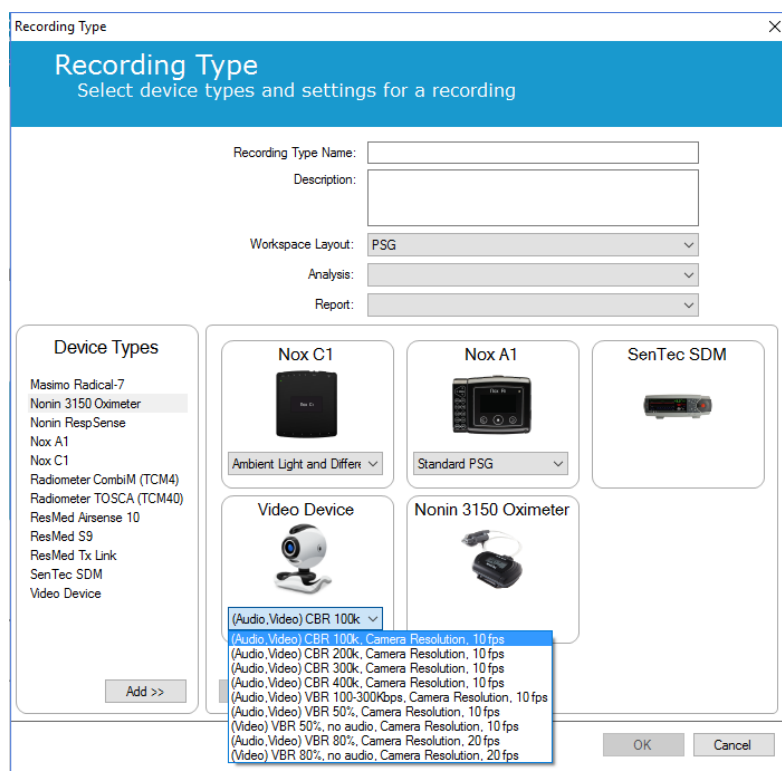 Recording Type
Recording Type
Select device types and settings for a recording
Recording Type Name:
Description:
Workspace Layout: PSG
Analysis:
Report:
Device Types
Masimo Radical-7
Nonin 3150 Oximeter
Nonin RespSense
Nox A1
Nox C1
Radiometer CombiM (TCM4)
Radiometer TOSCA (TCM40)
ResMed Airsense 10
ResMed S9
ResMed Tx Link
SenTec SDM
Video Device
Add >>
Nox C1
Ambient Light and Differe
Nox A1
Standard PSG
SenTec SDM
Video Device
(Audio,Video) CBR 100k
Nonin 3150 Oximeter
(Audio,Video) CBR 100k, Camera Resolution, 10 fps
(Audio,Video) CBR 200k, Camera Resolution, 10 fps
(Audio,Video) CBR 300k, Camera Resolution, 10 fps
(Audio,Video) CBR 400k, Camera Resolution, 10 fps
(Audio,Video) VBR 100-300Kbps, Camera Resolution, 10 fps
(Audio,Video) VBR 50%, Camera Resolution, 10 fps
(Video) VBR 50%, no audio, Camera Resolution, 10 fps
(Audio,Video) VBR 80%, Camera Resolution, 20 fps
(Video) VBR 80%, no audio, Camera Resolution, 20 fps
OK
Cancel